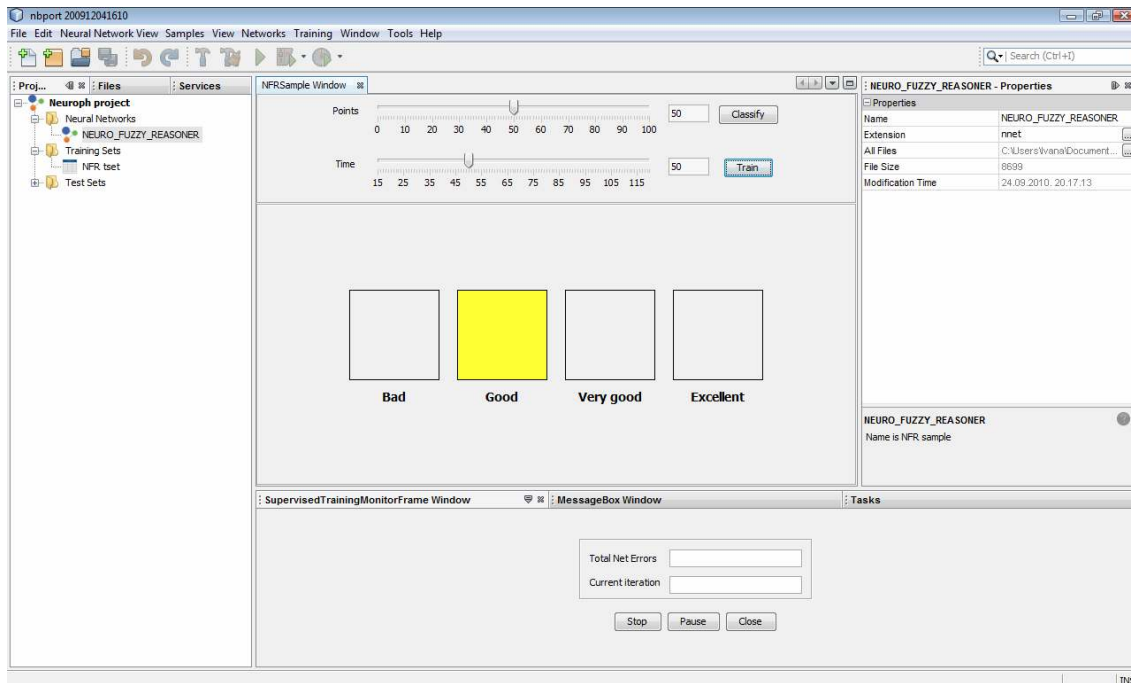 nbport 200912041610
File Edit Neural Network View Samples View Networks Training Window Tools Help
Search (Ctrl+I)
Proj... Files Services
Neuroph project
Neural Networks
NEURO_FUZZY_REASONER
Training Sets
NFR tset
Test Sets
NFRSample Window
Points 50 Classify
0 10 20 30 40 50 60 70 80 90 100
Time 50 Train
15 25 35 45 55 65 75 85 95 105 115
Bad Good Very good Excellent
NEURO_FUZZY_REASONER - Properties
Properties
Name NEURO_FUZZY_REASONER
Extension nnet ...
All Files C:\Users\Ivana\Document... ...
File Size 8699
Modification Time 24.09.2010. 20.17.13
NEURO_FUZZY_REASONER
Name is NFR sample
SupervisedTrainingMonitorFrame Window MessageBox Window Tasks
Total Net Errors
Current iteration
Stop Pause Close
INS